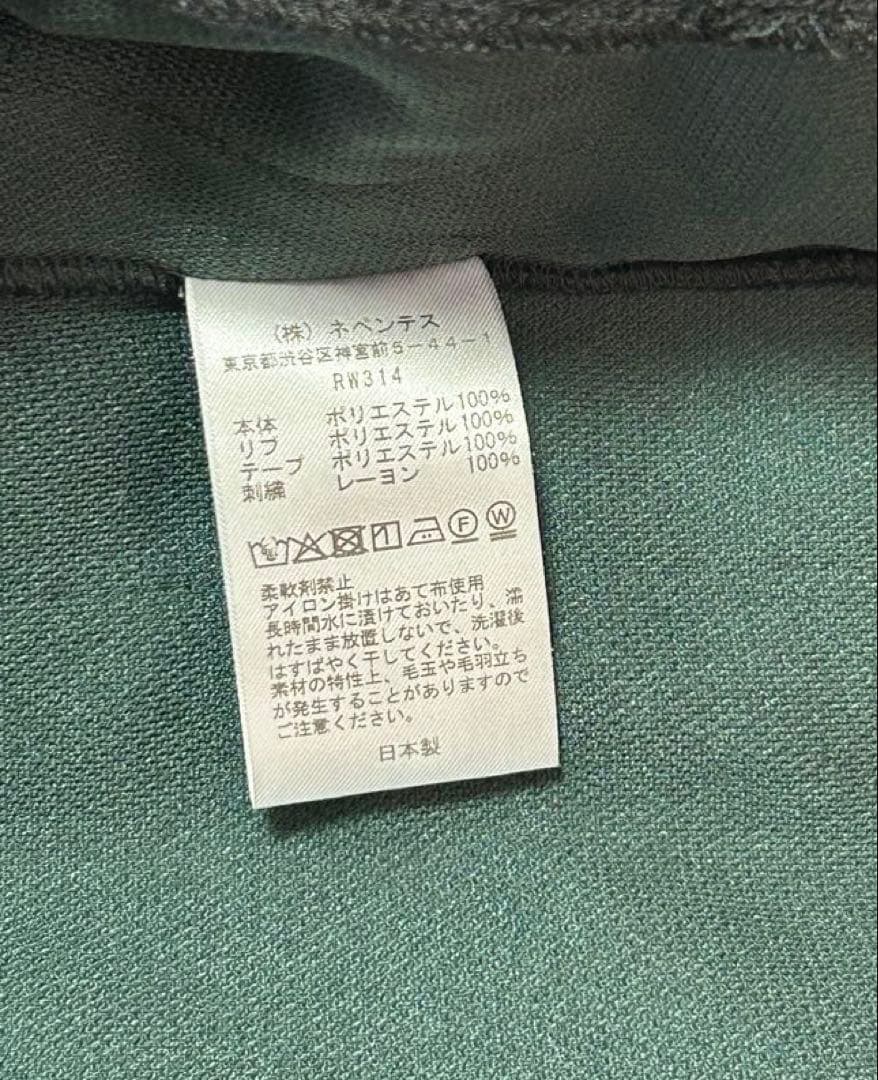 (株) ネペンテス
東京都渋谷区神宮前5-44-1
RW314
本体 ポリエステル100%
リブ ポリエステル100%
テープ ポリエステル100%
刺繍 レーヨン 100%
F W
柔軟剤禁止
アイロン掛けはあて布使用
長時間水に漬けておいたり、濡
れたまま放置しないで、洗濯後
はすばやく干してください。
素材の特性上、毛玉や毛羽立ち
が発生することがありますので
ご注意ください。
日本製